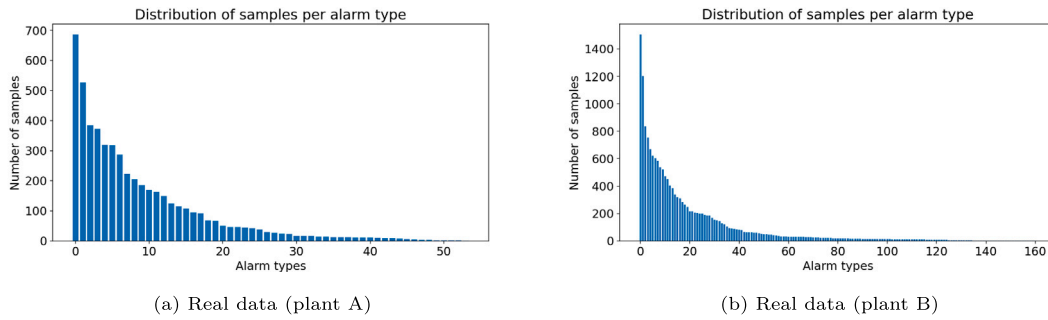 Distribution of samples per alarm type
Number of samples
700
600
500
400
300
200
100
0
0 10 20 30 40 50
Alarm types
(a) Real data (plant A)
Distribution of samples per alarm type
Number of samples
1400
1200
1000
800
600
400
200
0
0 20 40 60 80 100 120 140 160
Alarm types
(b) Real data (plant B)